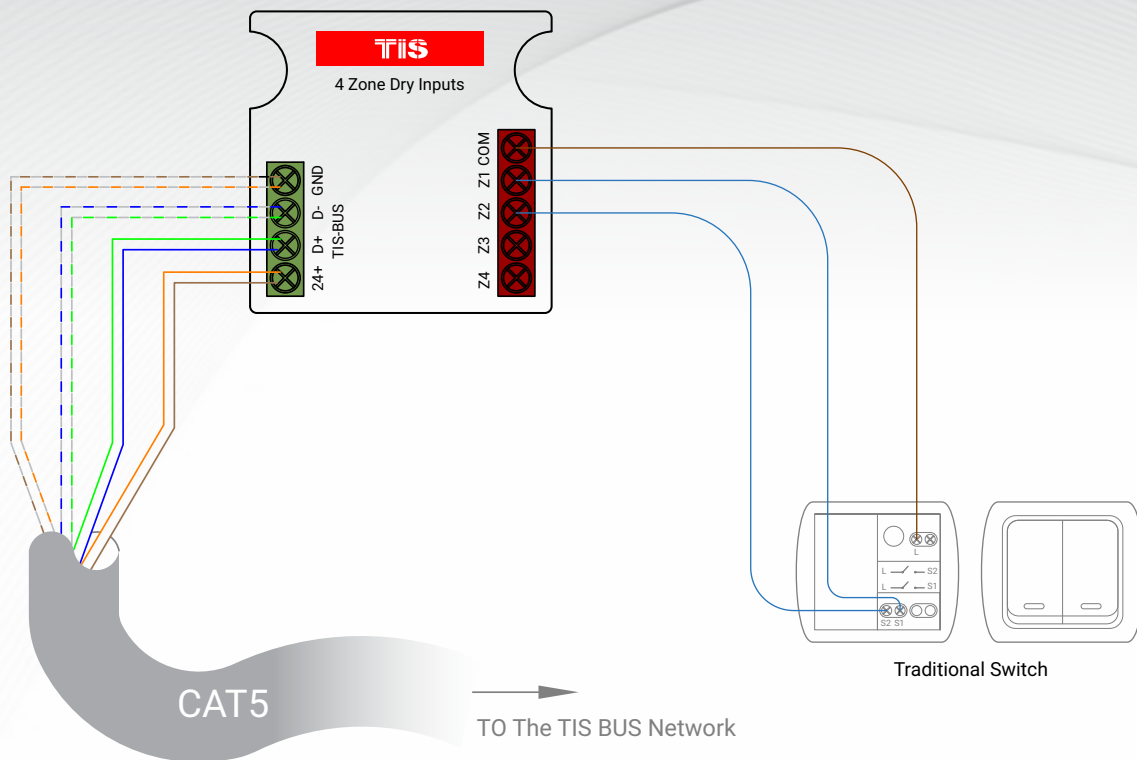 TIS
4 Zone Dry Inputs
GND
D-
D+
24+
TIS-BUS
COM
Z1
Z2
Z3
Z4
L
L S2
L S1
S2 S1
Traditional Switch
CAT5
TO The TIS BUS Network